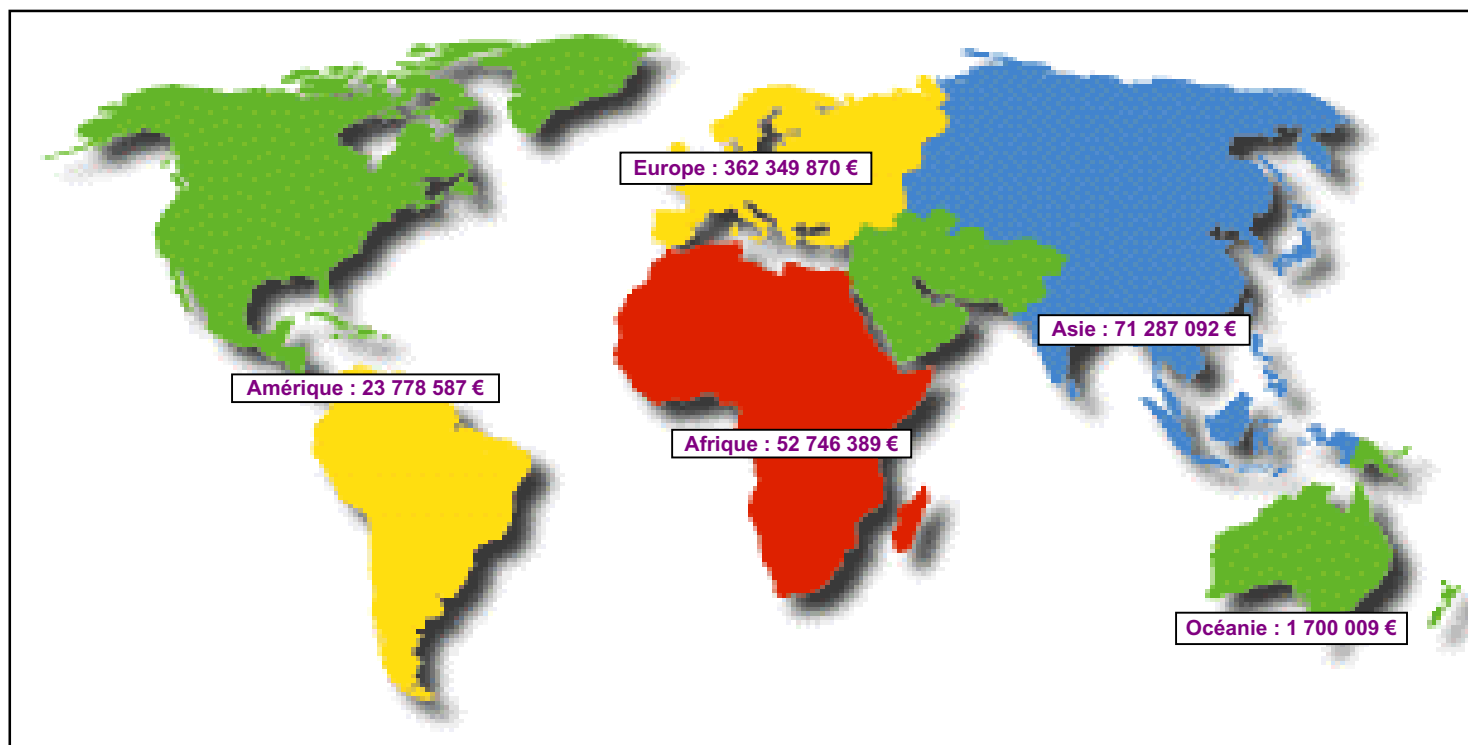 Europe : 362 349 870 €
Asie : 71 287 092 €
Amérique : 23 778 587 €
Afrique : 52 746 389 €
Océanie : 1 700 009 €